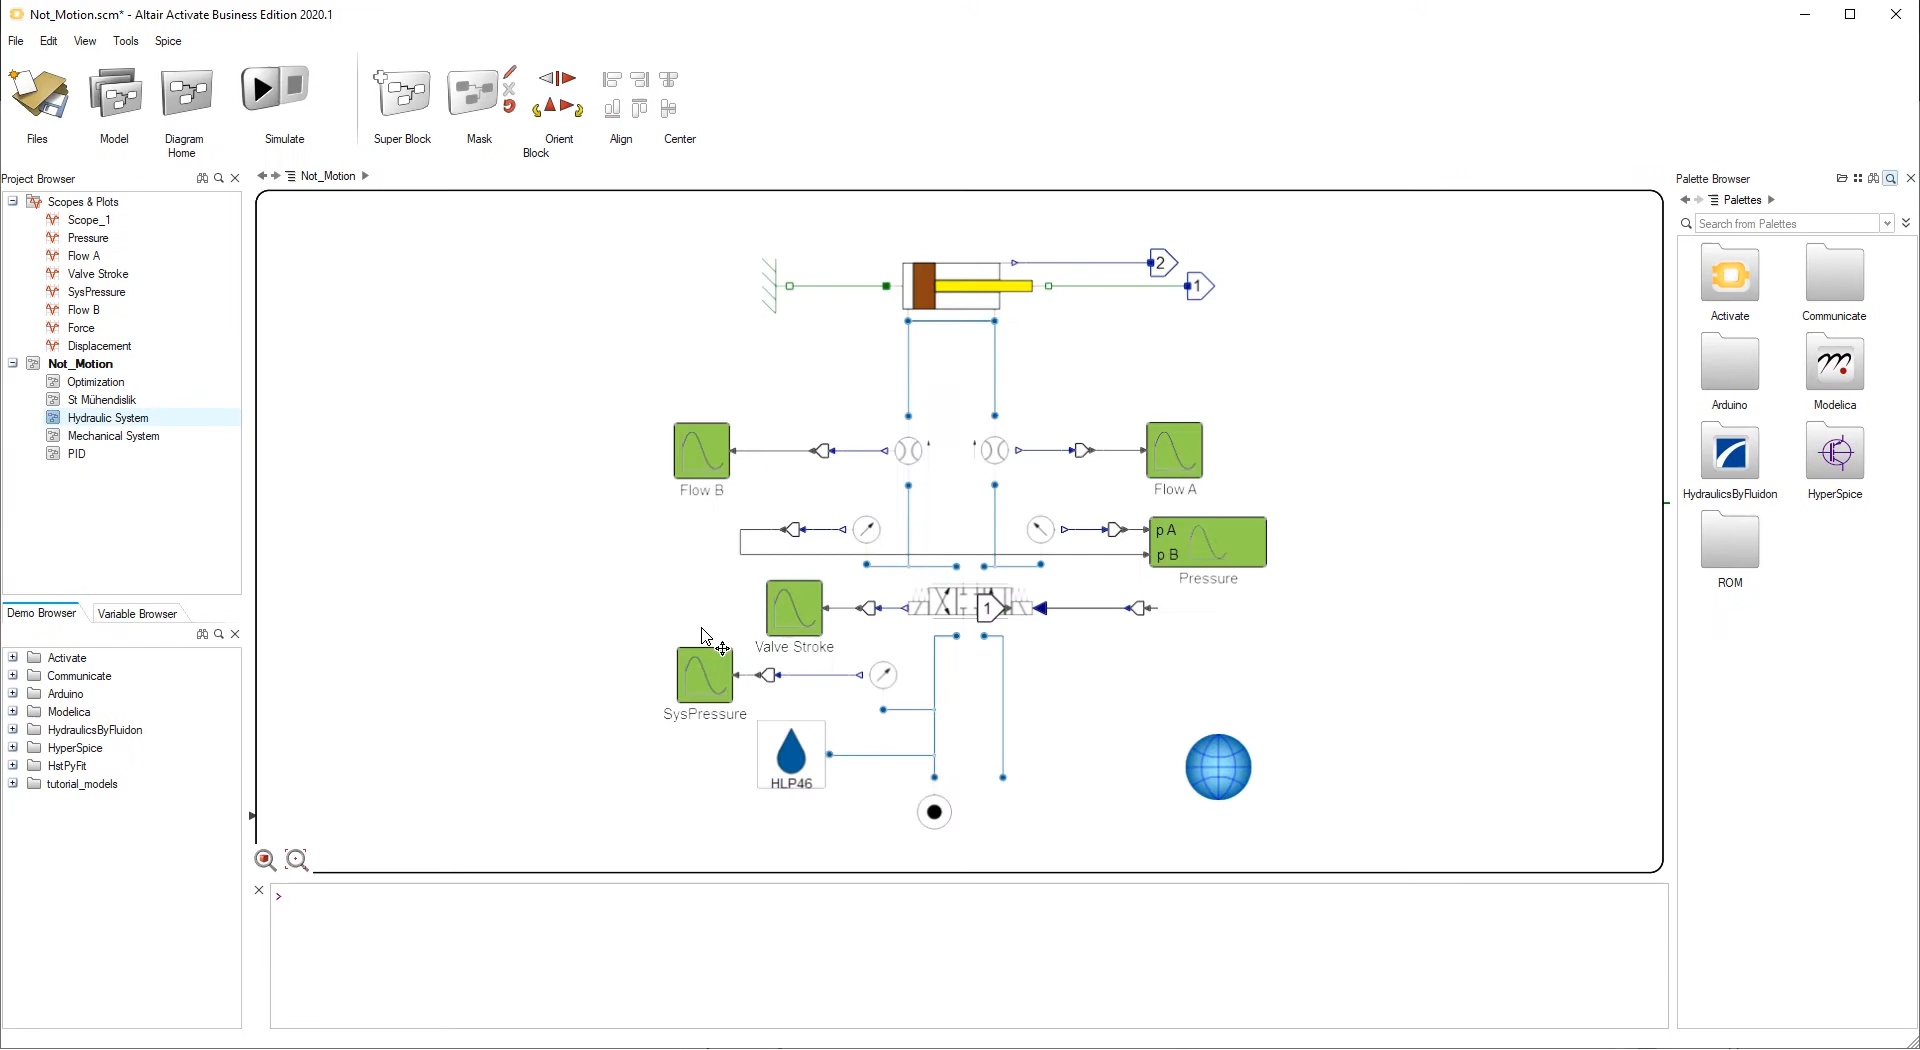 Not_Motion.scm* - Altair Activate Business Edition 2020.1
File Edit View Tools Spice
Files Model Diagram Simulate Super Block Mask Orient Align Center
Home Block
Project Browser
Scopes & Plots
Scope_1
Pressure
Flow A
Valve Stroke
SysPressure
Flow B
Force
Displacement
Not_Motion
Optimization
St Mühendislik
Hydraulic System
Mechanical System
PID
Demo Browser Variable Browser
Activate
Communicate
Arduino
Modelica
HydraulicsByFluidon
HyperSpice
HstPyFit
tutorial_models
Not_Motion
2
1
Flow B
Flow A
p A
p B
Pressure
1
Valve Stroke
SysPressure
HLP46
>
Palette Browser
Palettes
Search from Palettes
Activate Communicate
Arduino Modelica
HydraulicsByFluidon HyperSpice
ROM